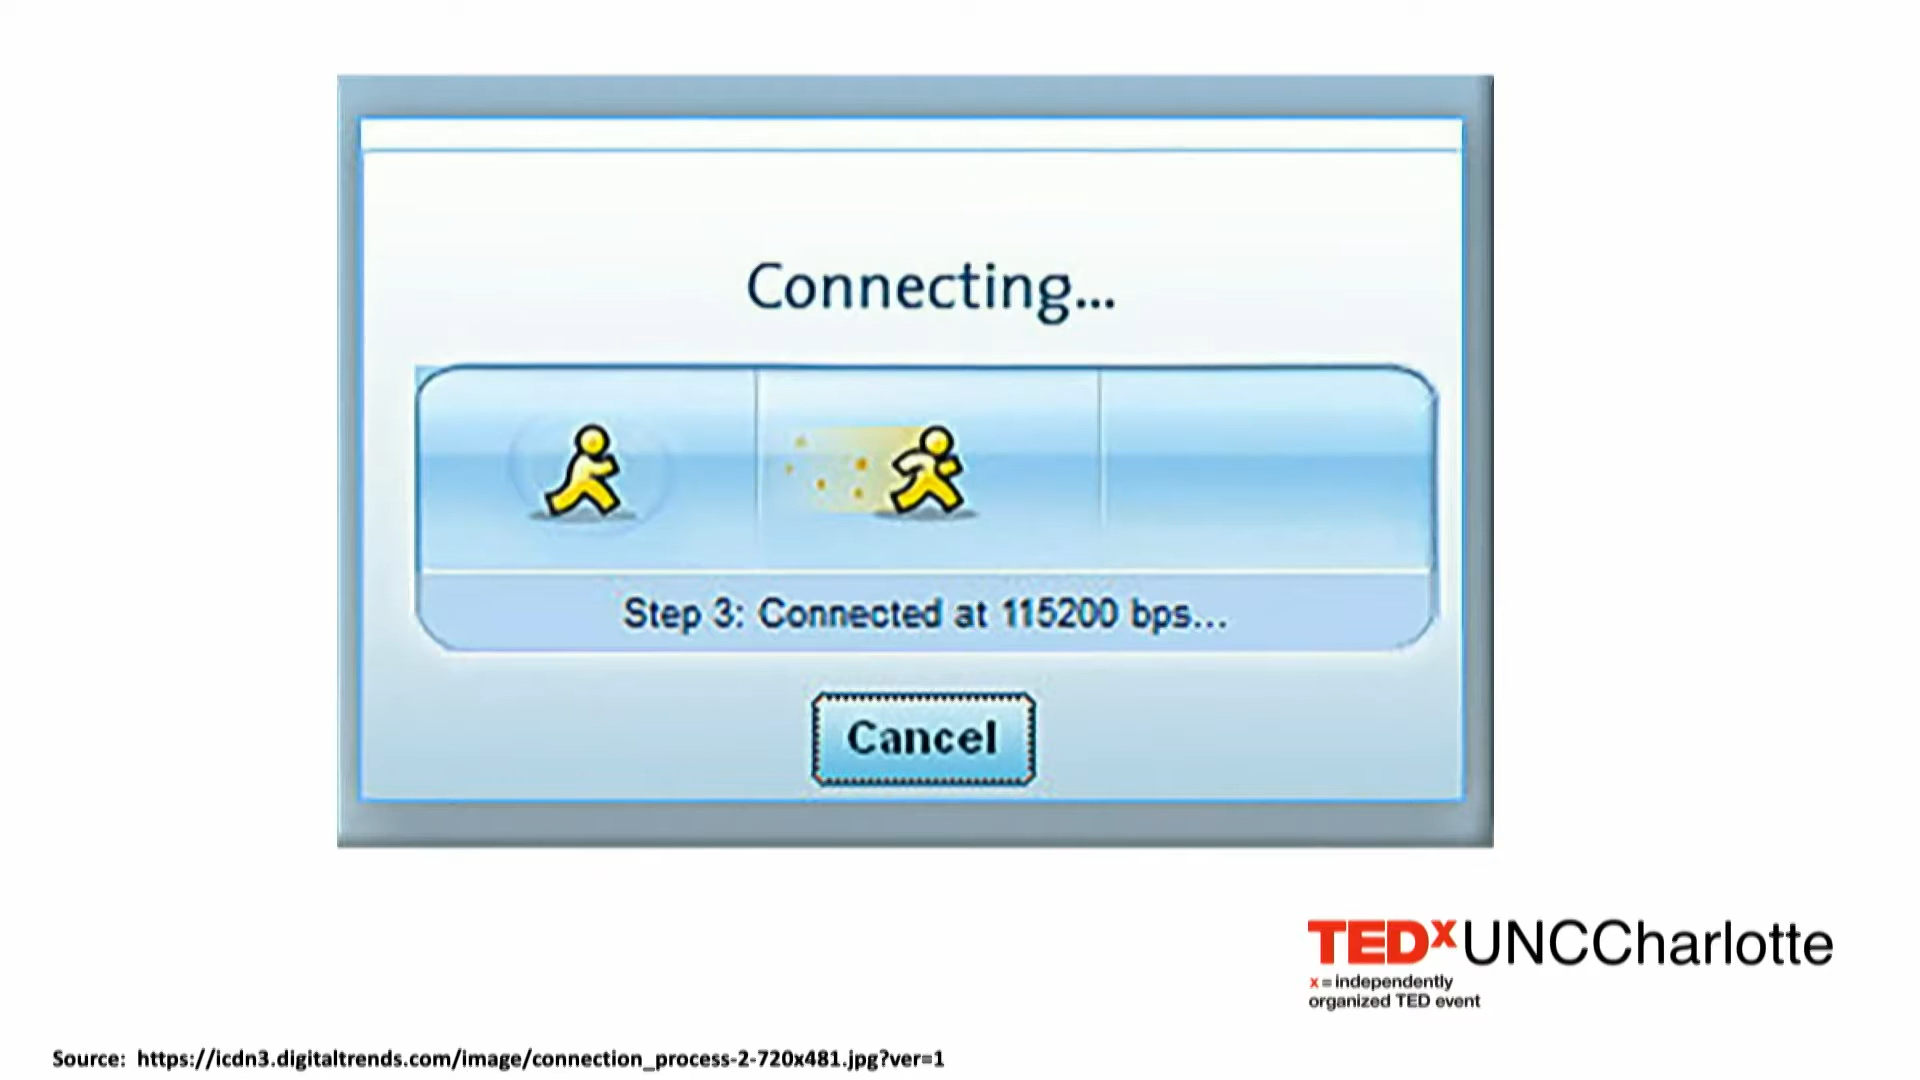 Connecting...
Step 3: Connected at 115200 bps...
Cancel
TEDxUNCCharlotte
x = independently
organized TED event
Source: https://icdn3.digitaltrends.com/image/connection_process-2-720x481.jpg?ver=1